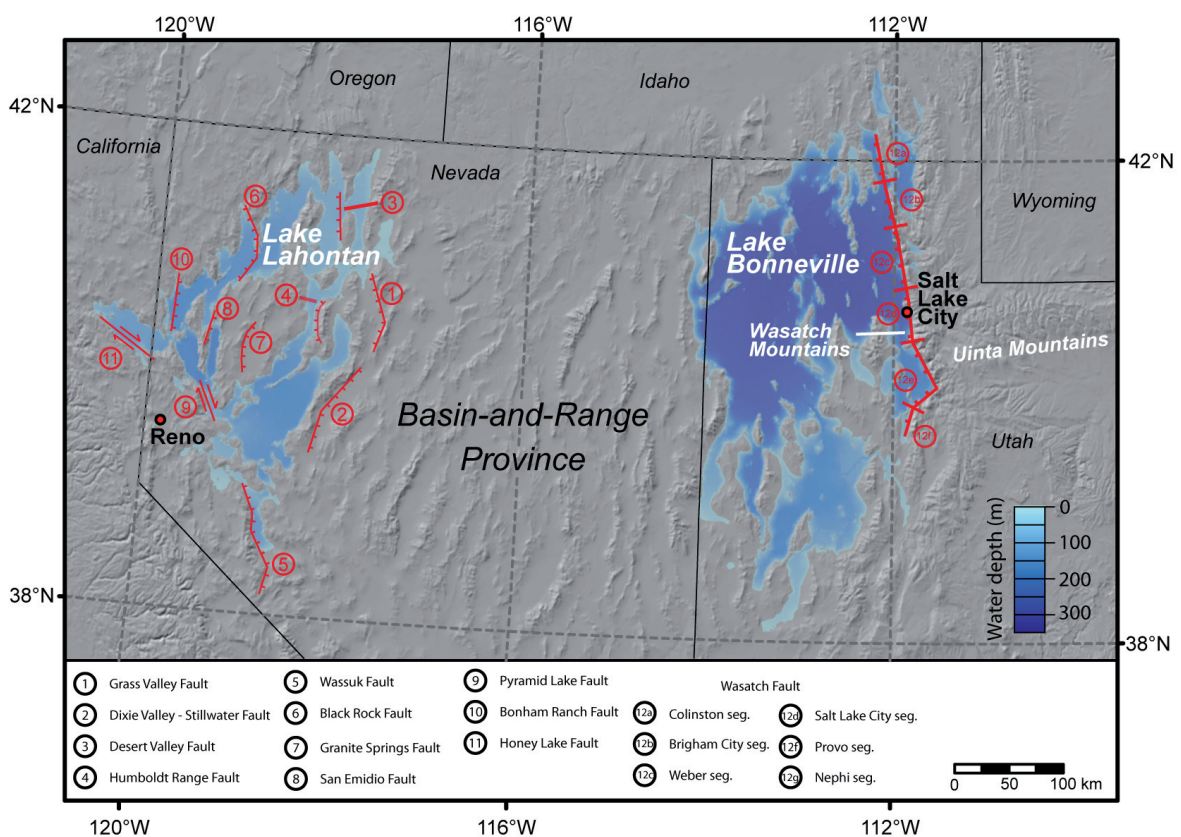 120°W
116°W
112°W
42°N
Oregon
Idaho
California
42°N
Nevada
12a
6
3
12b
Wyoming
Lake
Lahontan
Lake
Bonneville
10
12c
Salt
Lake
City
4
1
8
12d
Wasatch
Mountains
Uinta Mountains
7
11
12e
9
2
Basin-and-Range
Province
Reno
12f
Utah
Water depth (m)
0
100
200
300
5
38°N
38°N
1 Grass Valley Fault
2 Dixie Valley - Stillwater Fault
3 Desert Valley Fault
4 Humboldt Range Fault
5 Wassuk Fault
6 Black Rock Fault
7 Granite Springs Fault
8 San Emidio Fault
9 Pyramid Lake Fault
10 Bonham Ranch Fault
11 Honey Lake Fault
Wasatch Fault
12a Colinston seg.
12b Brigham City seg.
12c Weber seg.
12d Salt Lake City seg.
12f Provo seg.
12g Nephi seg.
0 50 100 km
120°W
116°W
112°W